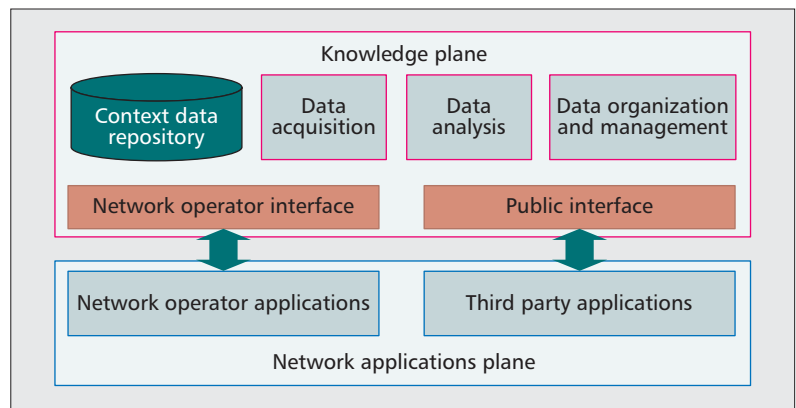 Knowledge plane
Context data
repository
Data
acquisition
Data
analysis
Data organization
and management
Network operator interface
Public interface
Network operator applications
Third party applications
Network applications plane